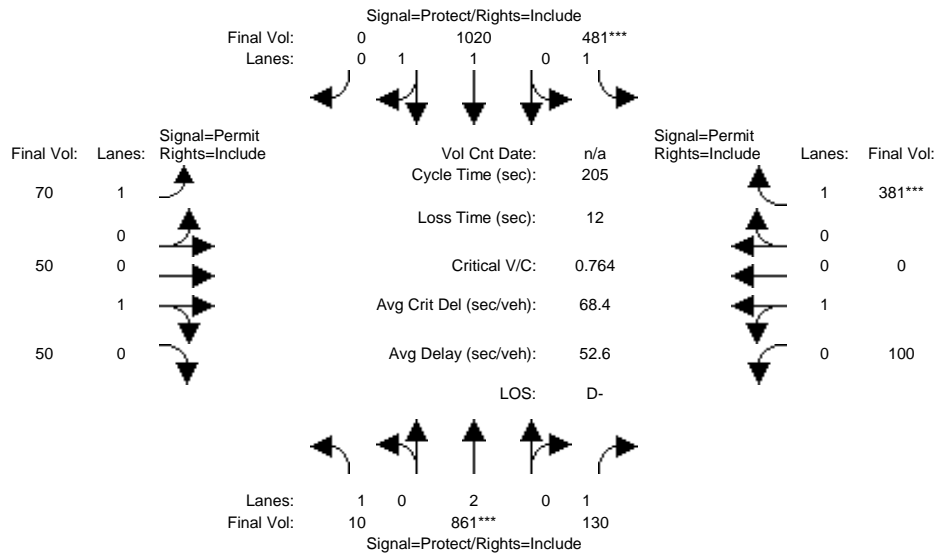 Signal=Protect/Rights=Include
Final Vol: 0 1020 481***
Lanes: 0 1 1 0 1
Signal=Permit Signal=Permit
Final Vol: Lanes: Rights=Include Vol Cnt Date: n/a Rights=Include Lanes: Final Vol:
Cycle Time (sec): 205
70 1 1 381***
Loss Time (sec): 12
0 0
50 0 Critical V/C: 0.764 0 0
1 Avg Crit Del (sec/veh): 68.4 1
50 0 Avg Delay (sec/veh): 52.6 0 100
LOS: D-
Lanes: 1 0 2 0 1
Final Vol: 10 861*** 130
Signal=Protect/Rights=Include